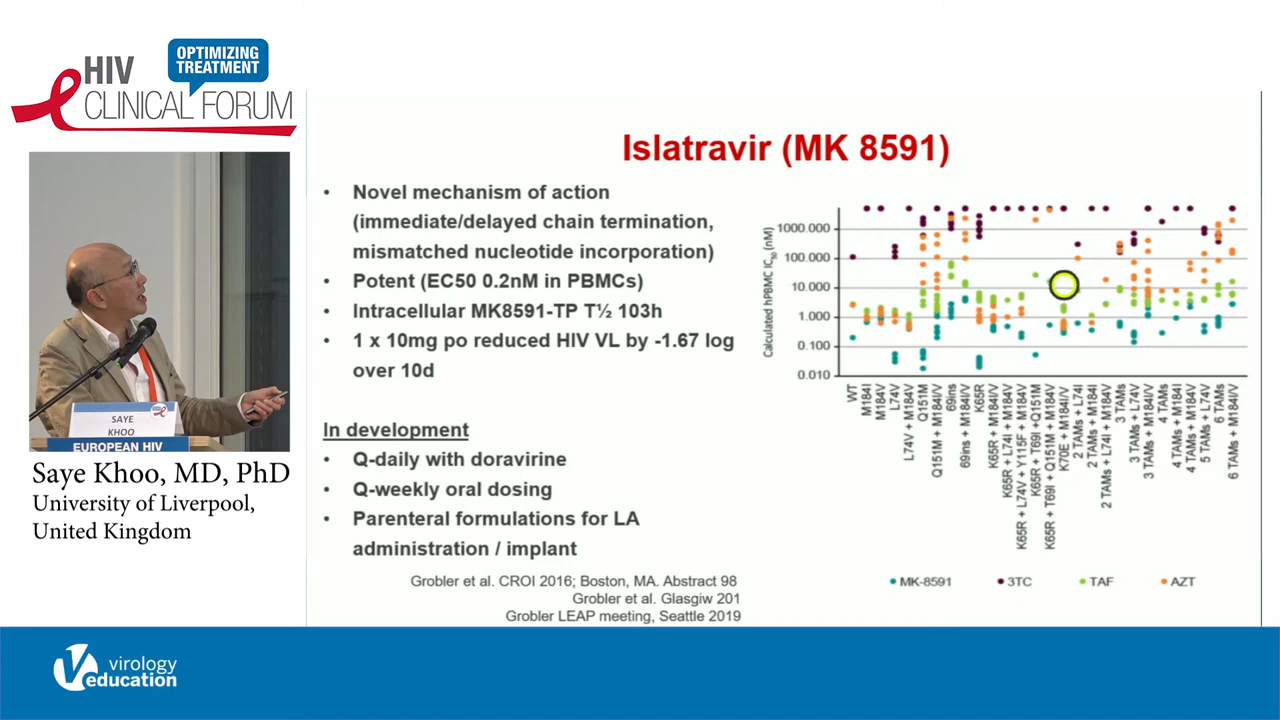 HIV
CLINICAL FORUM
OPTIMIZING
TREATMENT
SAYE
KHOO
EUROPEAN HIV
Saye Khoo, MD, PhD
University of Liverpool,
United Kingdom
Islatravir (MK 8591)
• Novel mechanism of action
(immediate/delayed chain termination,
mismatched nucleotide incorporation)
• Potent (EC50 0.2nM in PBMCs)
• Intracellular MK8591-TP T½ 103h
• 1 x 10mg po reduced HIV VL by -1.67 log
over 10d
In development
• Q-daily with doravirine
• Q-weekly oral dosing
• Parenteral formulations for LA
administration / implant
Grobler et al. CROI 2016; Boston, MA. Abstract 98
Grobler et al. Glasgiw 201
Grobler LEAP meeting, Seattle 2019
Calculated hPBMC IC50 (nM)
1000.000
100.000
10.000
1.000
0.100
0.010
WT
M184I
M184V
L74V
L74V + M184V
Q151M
Q151M + M184I/V
69ins
69ins + M184I/V
K65R
K65R + M184I/V
K65R + L74I + M184V
K65R + L74V + Y115F + M184V
K65R + T69I +Q151M
K65R + T69I + Q151M + M184V
K70E + M184I/V
2 TAMs + L74I
2 TAMs + M184I
2 TAMs + L74I + M184V
3 TAMs
3 TAMs + L74V
3 TAMs + M184I/V
4 TAMs
4 TAMs + M184I
4 TAMs + M184V
5 TAMs + L74V
6 TAMs
6 TAMs + M184I/V
MK-8591
3TC
TAF
AZT
virology
education